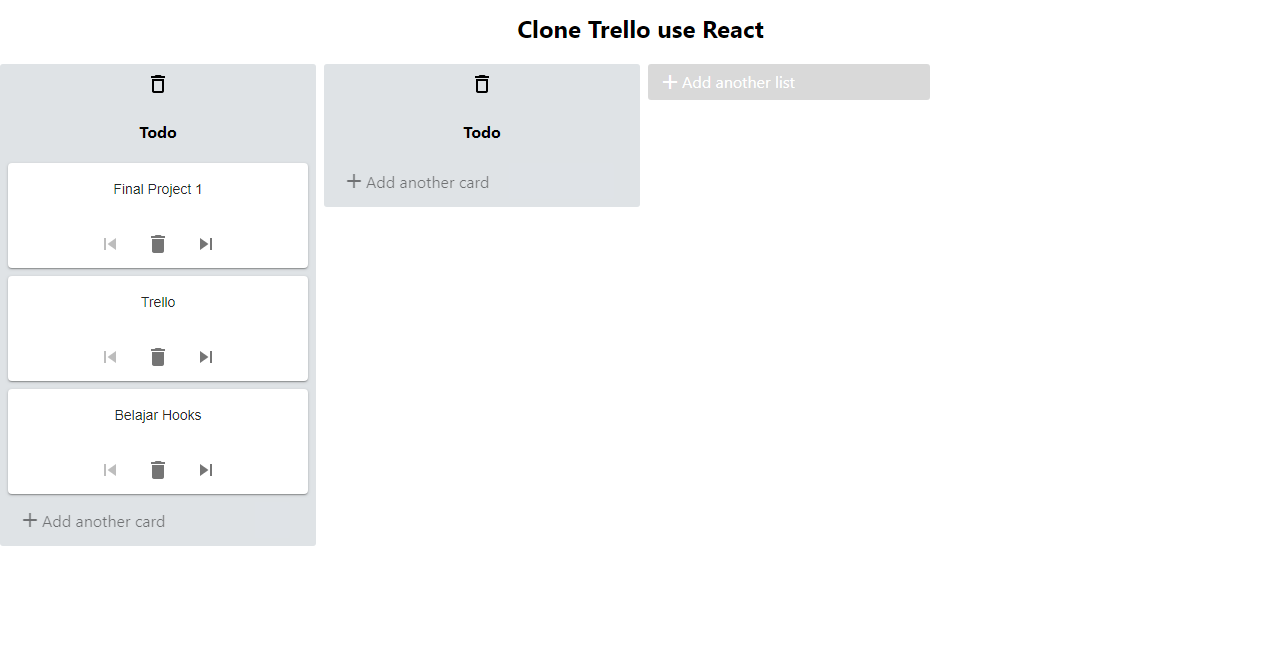 Clone Trello use React
Todo
Final Project 1
Trello
Belajar Hooks
Add another card
Todo
Add another card
Add another list